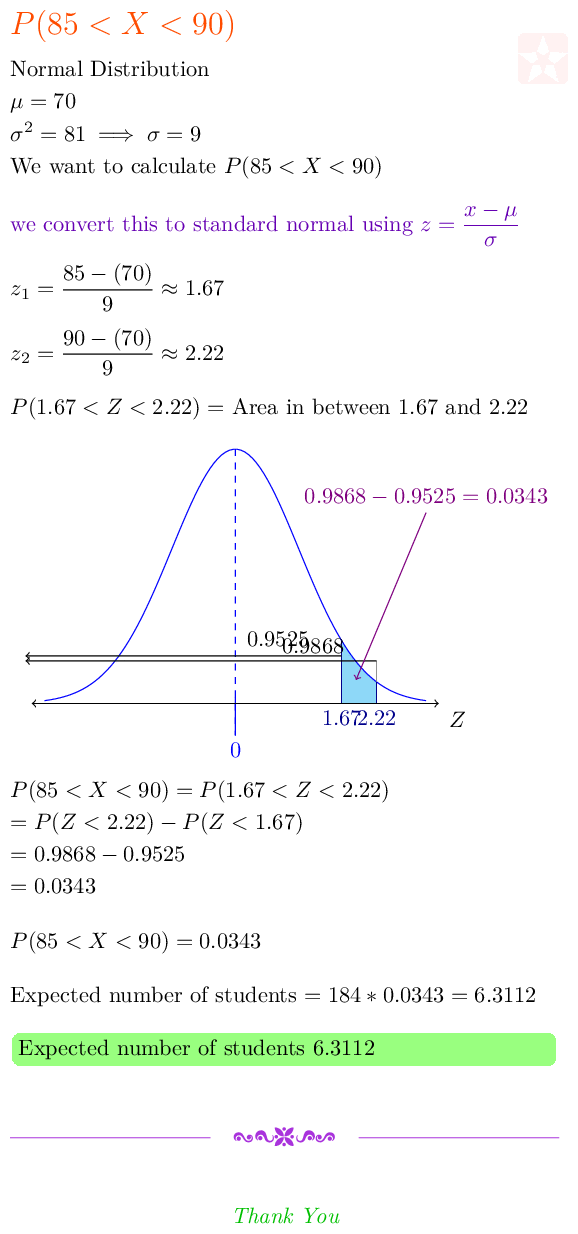 P(85 < X < 90)
Normal Distribution
μ = 70
σ² = 81 ⟹ σ = 9
We want to calculate P(85 < X < 90)
we convert this to standard normal using z = (x − μ)/σ
z₁ = (85 − (70))/9 ≈ 1.67
z₂ = (90 − (70))/9 ≈ 2.22
P(1.67 < Z < 2.22) = Area in between 1.67 and 2.22
0.9868 − 0.9525 = 0.0343
0.9525
0.9868
1.67
2.22
Z
0
P(85 < X < 90) = P(1.67 < Z < 2.22)
= P(Z < 2.22) − P(Z < 1.67)
= 0.9868 − 0.9525
= 0.0343
P(85 < X < 90) = 0.0343
Expected number of students = 184 ∗ 0.0343 = 6.3112
Expected number of students 6.3112
Thank You